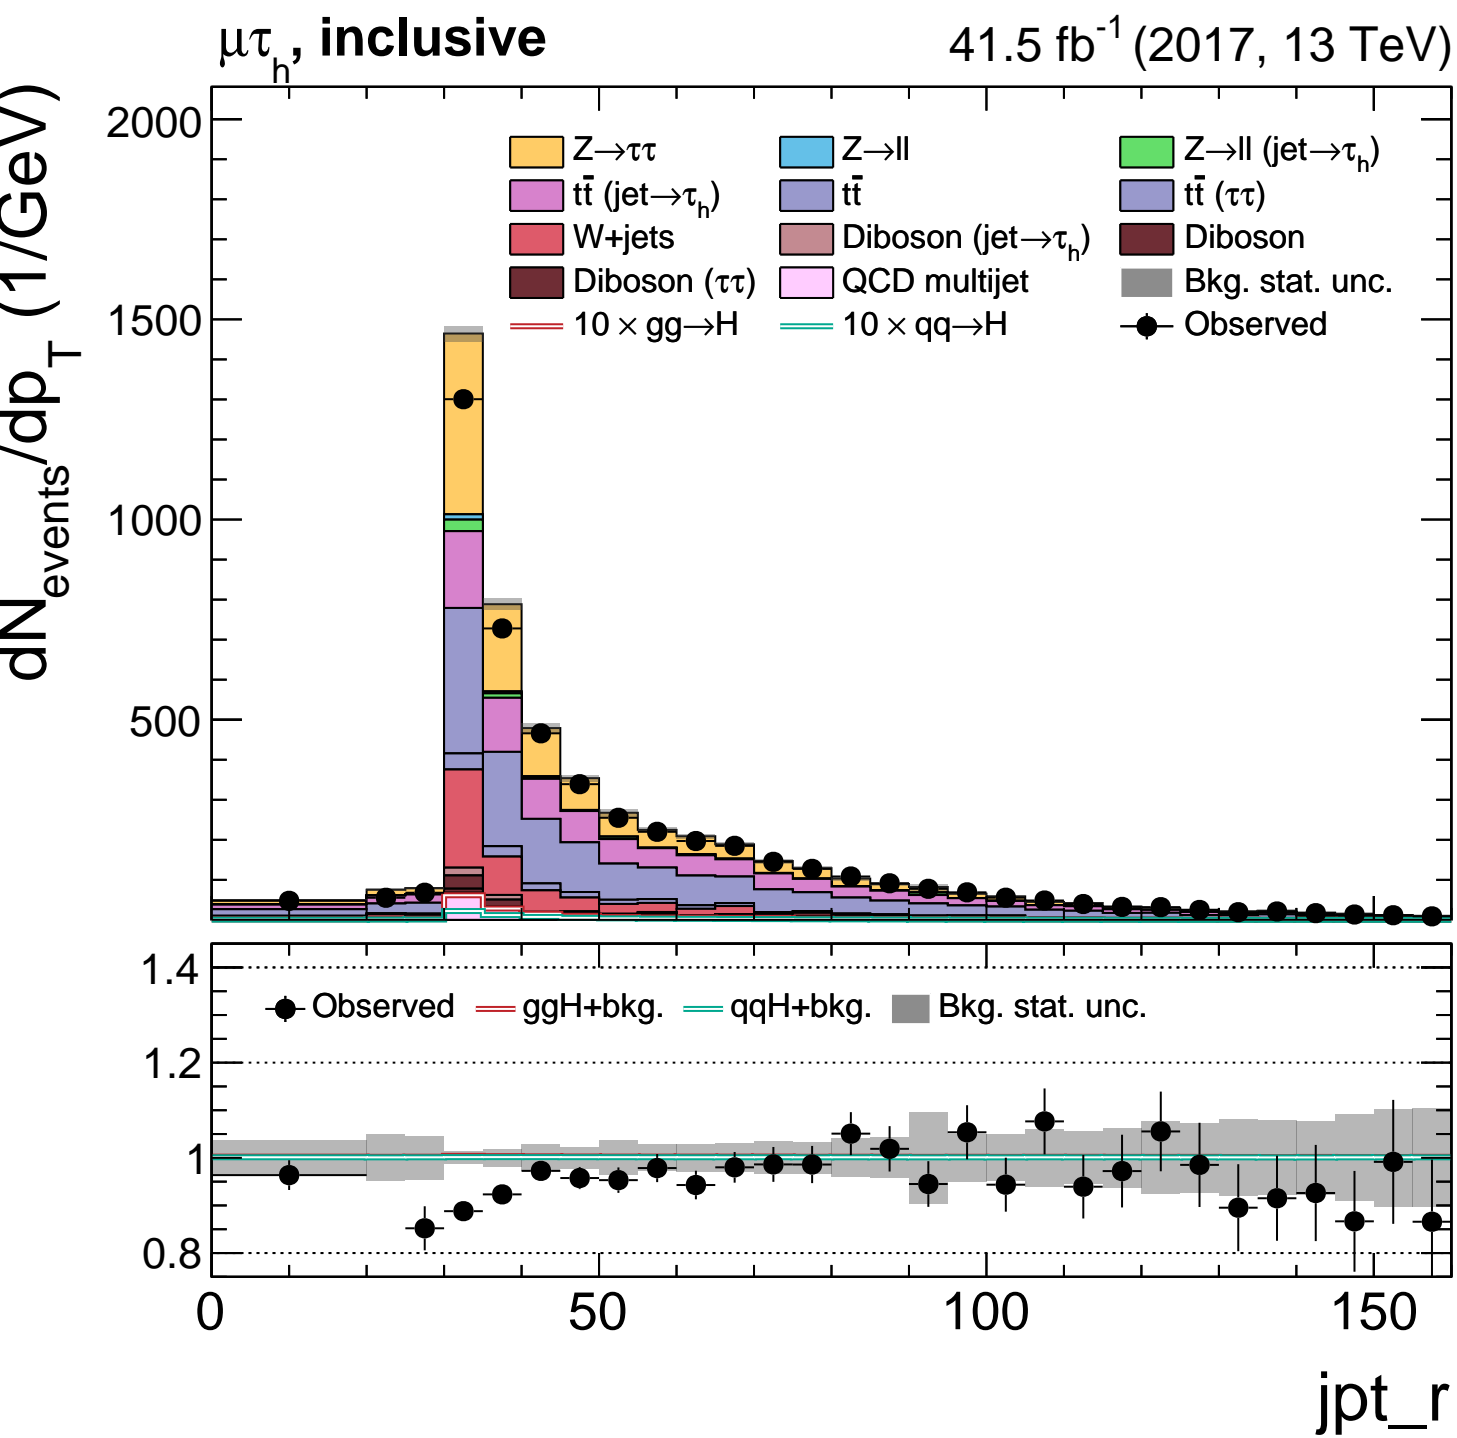 μτh, inclusive
41.5 fb-1 (2017, 13 TeV)
dNevents/dpT (1/GeV)
2000
1500
1000
500
Z→ττ Z→ll Z→ll (jet→τh)
tt̄ (jet→τh) tt̄ tt̄ (ττ)
W+jets Diboson (jet→τh) Diboson
Diboson (ττ) QCD multijet Bkg. stat. unc.
10 × gg→H 10 × qq→H Observed
1.4
1.2
1
0.8
Observed ggH+bkg. qqH+bkg. Bkg. stat. unc.
0 50 100 150
jpt_r